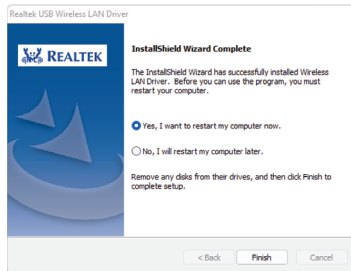 Realtek USB Wireless LAN Driver
REALTEK
InstallShield Wizard Complete
The InstallShield Wizard has successfully installed Wireless
LAN Driver. Before you can use the program, you must
restart your computer.
Yes, I want to restart my computer now.
No, I will restart my computer later.
Remove any disks from their drives, and then click Finish to
complete setup.
< Back
Finish
Cancel